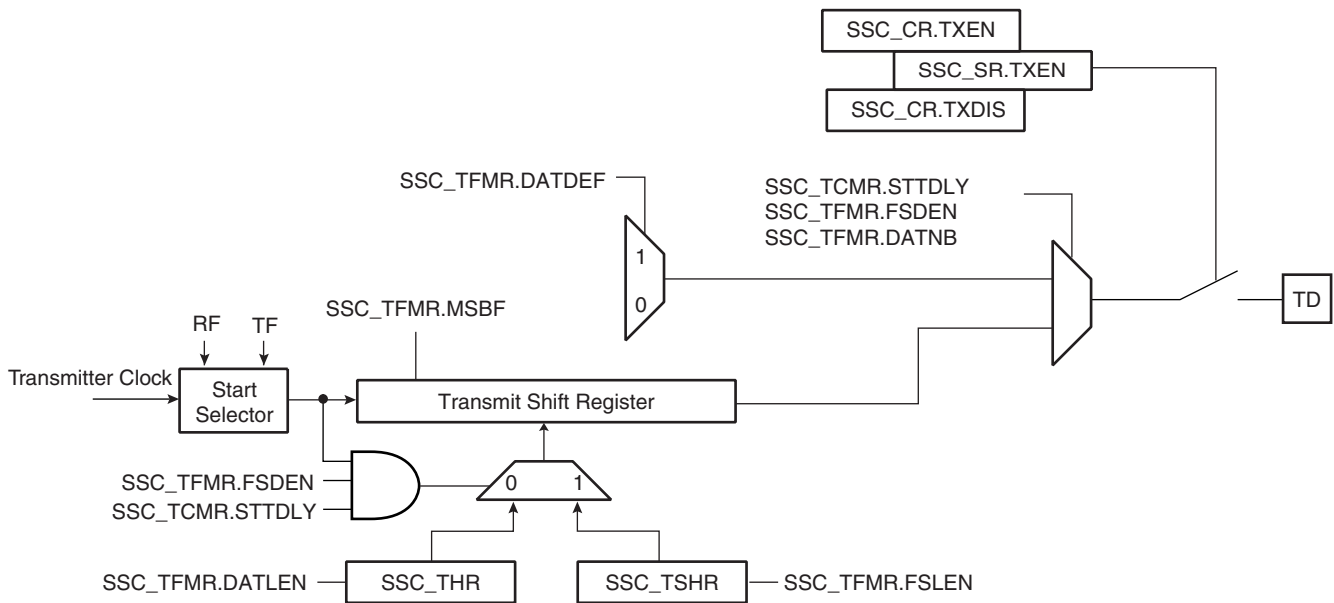 SSC_CR.TXEN
SSC_SR.TXEN
SSC_CR.TXDIS
SSC_TFMR.DATDEF
SSC_TCMR.STTDLY
SSC_TFMR.FSDEN
SSC_TFMR.DATNB
1
0
TD
SSC_TFMR.MSBF
RF TF
Transmitter Clock
Start
Selector
Transmit Shift Register
SSC_TFMR.FSDEN
SSC_TCMR.STTDLY
0 1
SSC_TFMR.DATLEN
SSC_THR
SSC_TSHR
SSC_TFMR.FSLEN